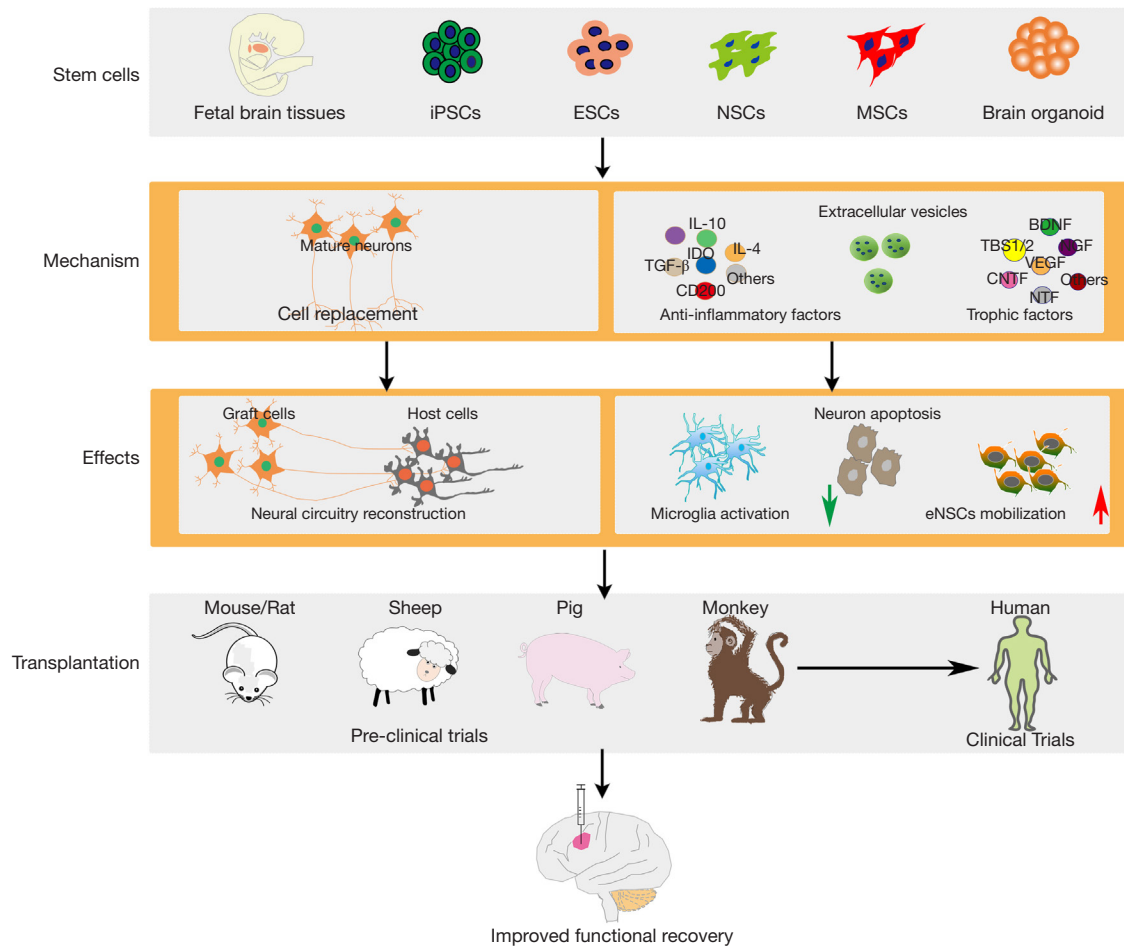 Stem cells
Fetal brain tissues
iPSCs
ESCs
NSCs
MSCs
Brain organoid
Mechanism
Mature neurons
Cell replacement
IL-10
IDO
IL-4
TGF-β
Others
CD200
Anti-inflammatory factors
Extracellular vesicles
BDNF
TBS1/2
NGF
VEGF
CNTF
Others
NTF
Trophic factors
Effects
Graft cells
Host cells
Neural circuitry reconstruction
Neuron apoptosis
Microglia activation
eNSCs mobilization
Transplantation
Mouse/Rat
Sheep
Pig
Monkey
Human
Pre-clinical trials
Clinical Trials
Improved functional recovery